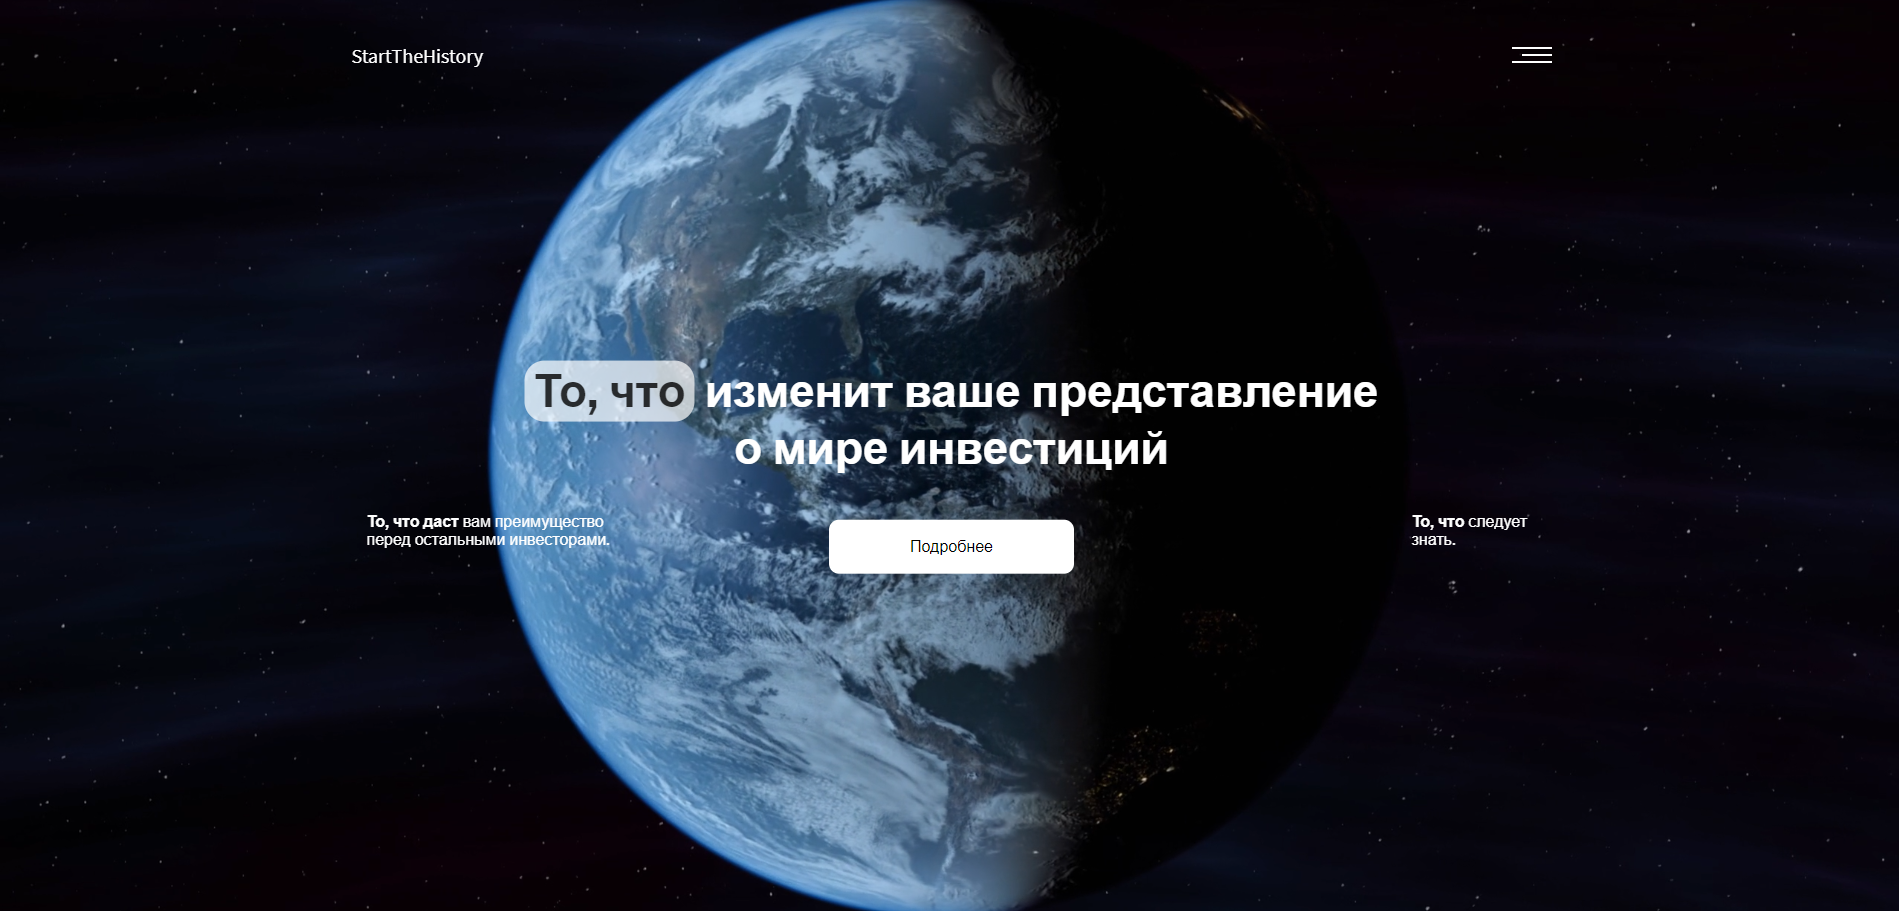 StartTheHistory
То, что изменит ваше представление
о мире инвестиций
То, что даст вам преимущество
перед остальными инвесторами.
Подробнее
То, что следует
знать.